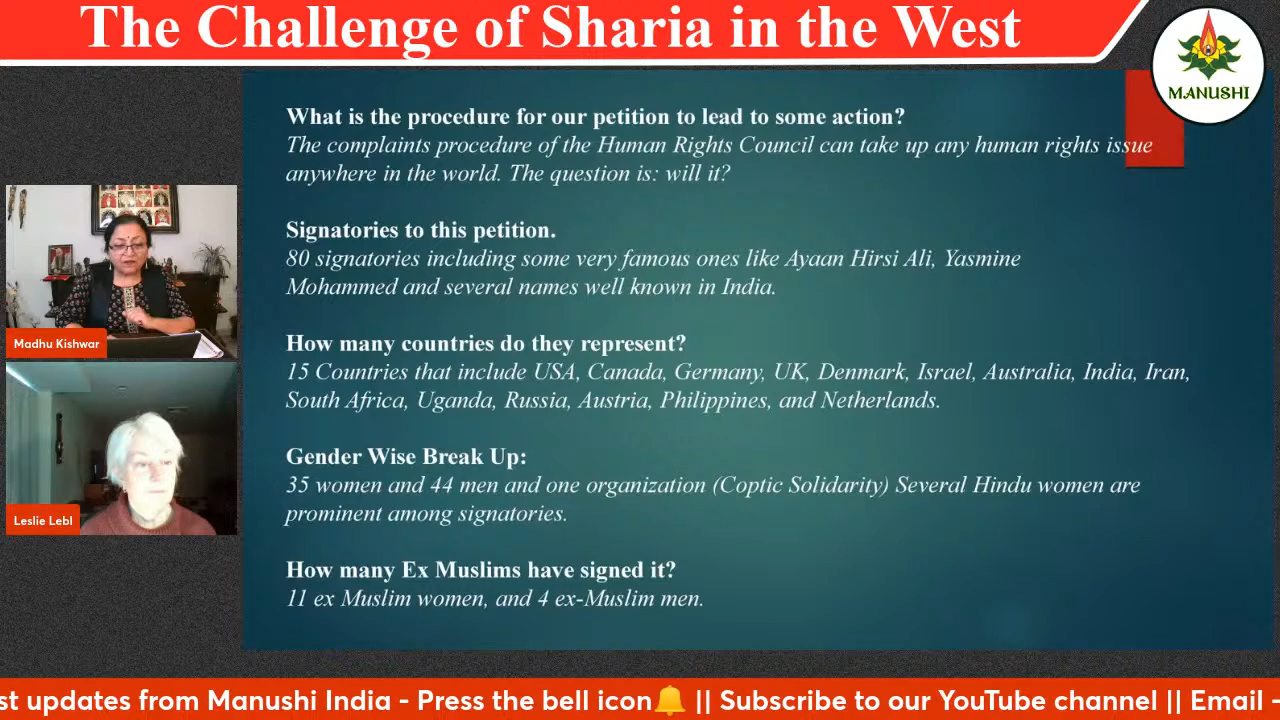 The Challenge of Sharia in the West
MANUSHI
What is the procedure for our petition to lead to some action?
The complaints procedure of the Human Rights Council can take up any human rights issue
anywhere in the world. The question is: will it?
Signatories to this petition.
80 signatories including some very famous ones like Ayaan Hirsi Ali, Yasmine
Mohammed and several names well known in India.
How many countries do they represent?
15 Countries that include USA, Canada, Germany, UK, Denmark, Israel, Australia, India, Iran,
South Africa, Uganda, Russia, Austria, Philippines, and Netherlands.
Gender Wise Break Up:
35 women and 44 men and one organization (Coptic Solidarity) Several Hindu women are
prominent among signatories.
How many Ex Muslims have signed it?
11 ex Muslim women, and 4 ex-Muslim men.
Madhu Kishwar
Leslie Lebl
st updates from Manushi India - Press the bell icon🔔 || Subscribe to our YouTube channel || Email -